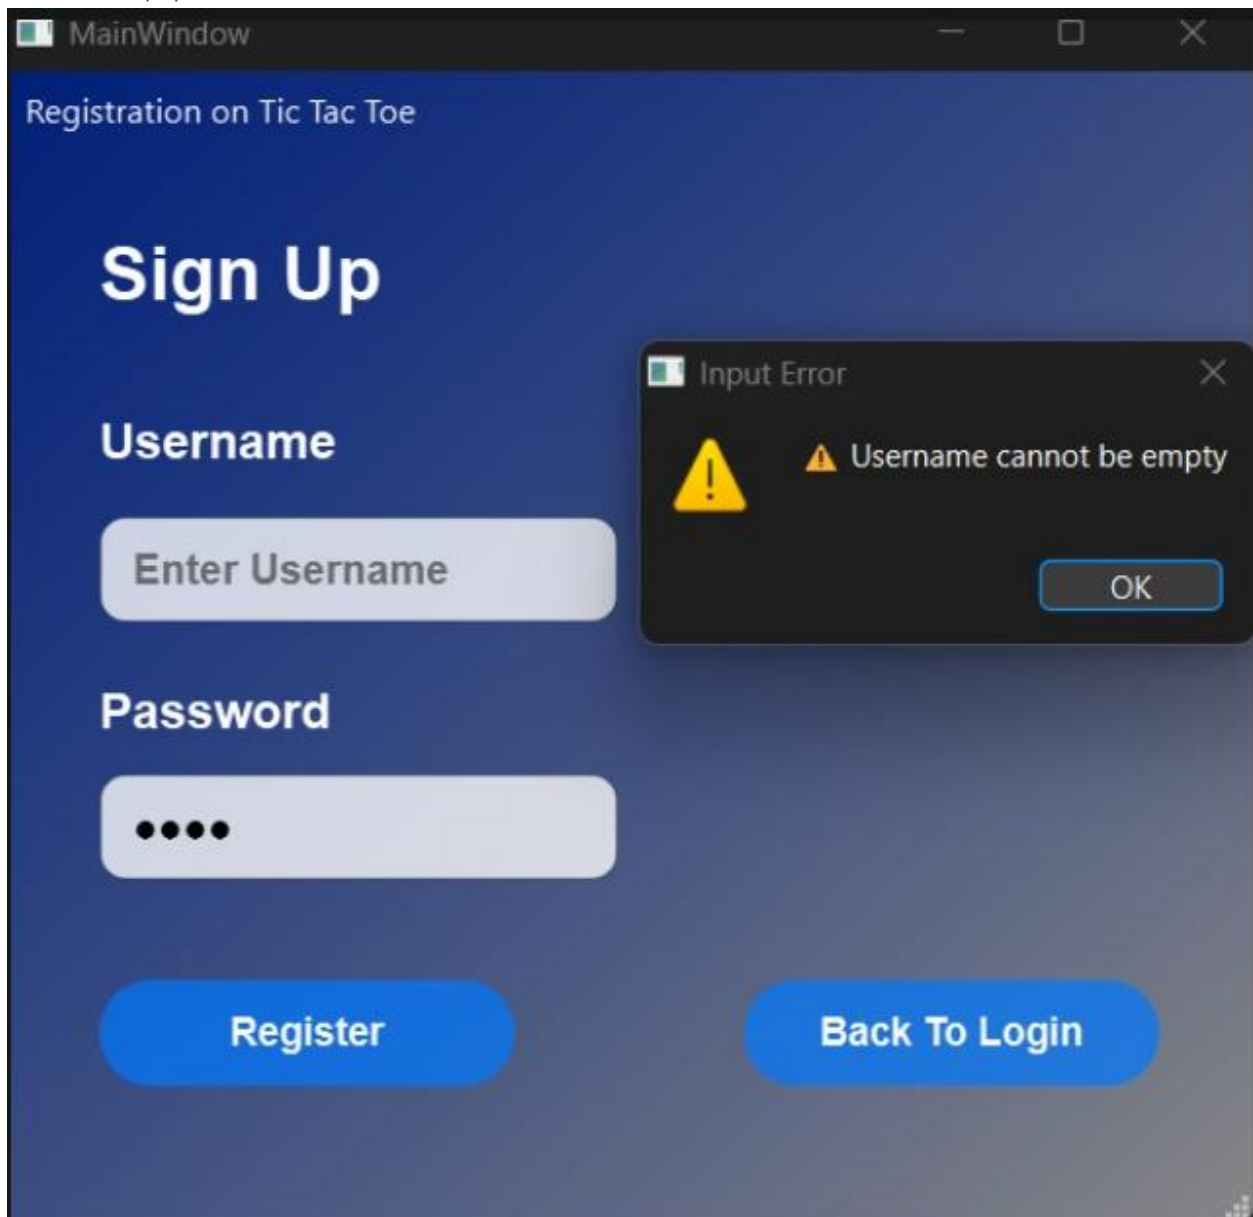 MainWindow
Registration on Tic Tac Toe
Sign Up
Input Error
Username cannot be empty
OK
Username
Enter Username
Password
Register
Back To Login